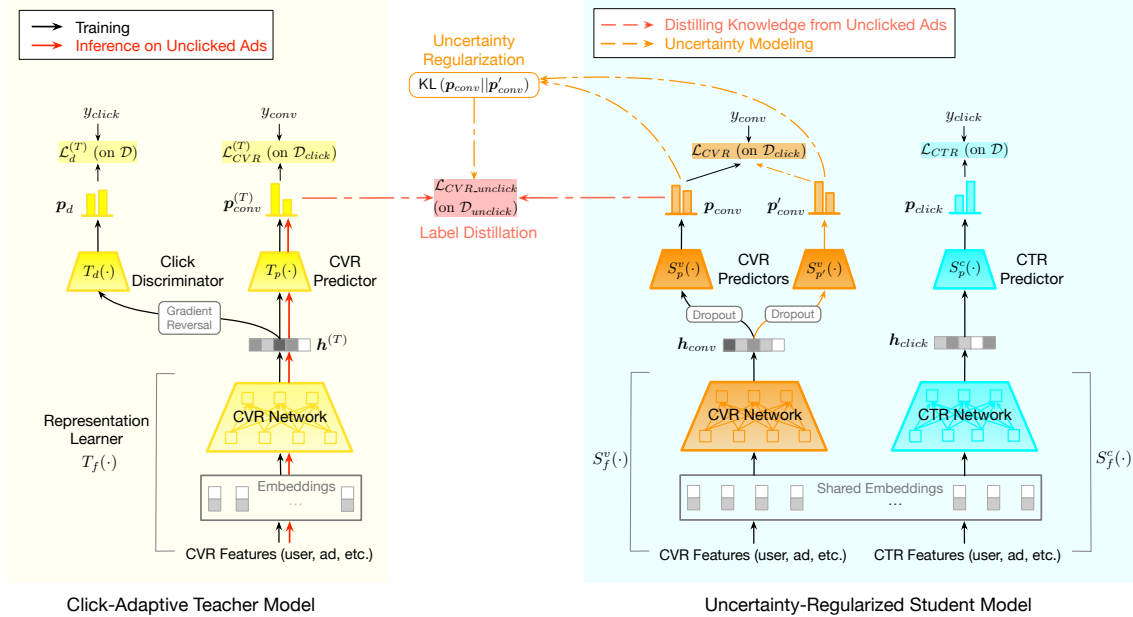 Training
Inference on Unclicked Ads
Distilling Knowledge from Unclicked Ads
Uncertainty Modeling
Uncertainty
Regularization
KL (p_conv||p'_conv)
y_click
y_conv
L_d^(T) (on D)
L_CVR^(T) (on D_click)
p_d
p_conv^(T)
L_CVR_unclick
(on D_unclick)
Label Distillation
y_conv
y_click
L_CVR (on D_click)
L_CTR (on D)
p_conv
p'_conv
p_click
T_d(·)
Click
Discriminator
T_p(·)
CVR
Predictor
Gradient
Reversal
h^(T)
S_p^v(·)
CVR
Predictors
S_p'^v(·)
S_p^c(·)
CTR
Predictor
Dropout
Dropout
h_conv
h_click
Representation
Learner
T_f(·)
CVR Network
Embeddings
...
CVR Features (user, ad, etc.)
CVR Network
CTR Network
S_f^v(·)
S_f^c(·)
Shared Embeddings
...
CVR Features (user, ad, etc.)
CTR Features (user, ad, etc.)
Click-Adaptive Teacher Model
Uncertainty-Regularized Student Model